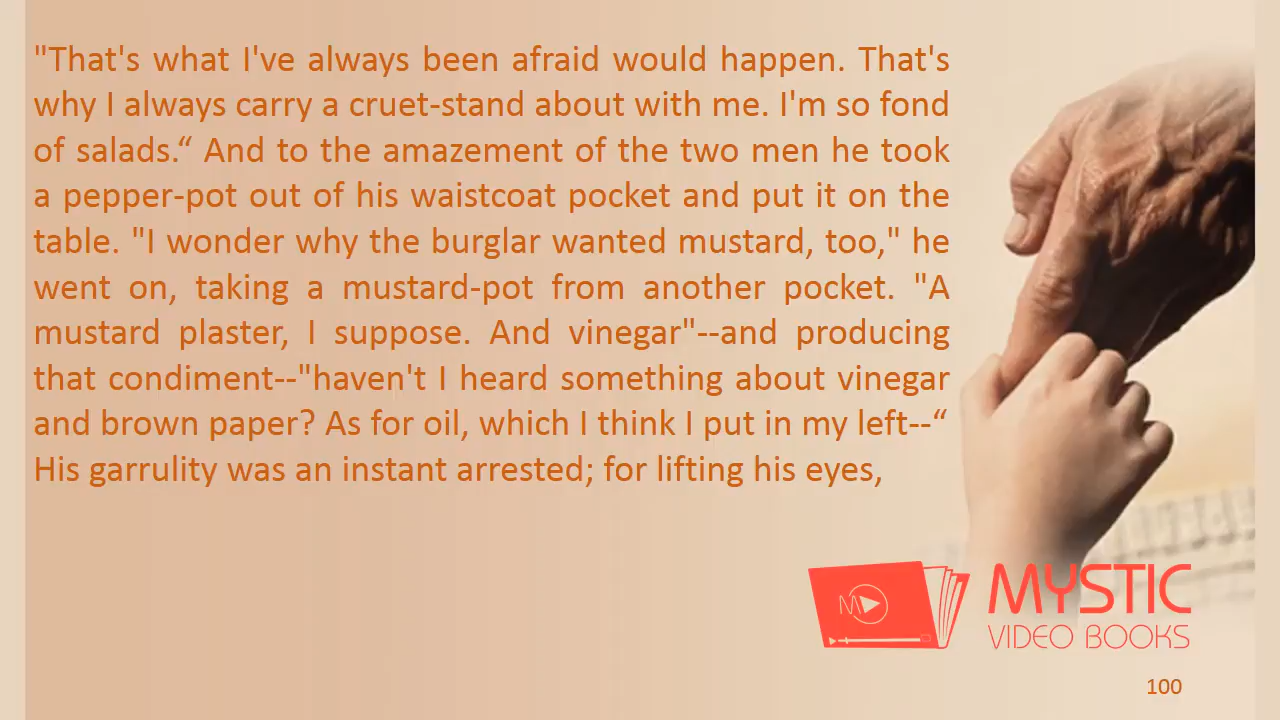 "That's what I've always been afraid would happen. That's
why I always carry a cruet-stand about with me. I'm so fond
of salads.“ And to the amazement of the two men he took
a pepper-pot out of his waistcoat pocket and put it on the
table. "I wonder why the burglar wanted mustard, too," he
went on, taking a mustard-pot from another pocket. "A
mustard plaster, I suppose. And vinegar"--and producing
that condiment--"haven't I heard something about vinegar
and brown paper? As for oil, which I think I put in my left--“
His garrulity was an instant arrested; for lifting his eyes,
M
MYSTIC
VIDEO BOOKS
100